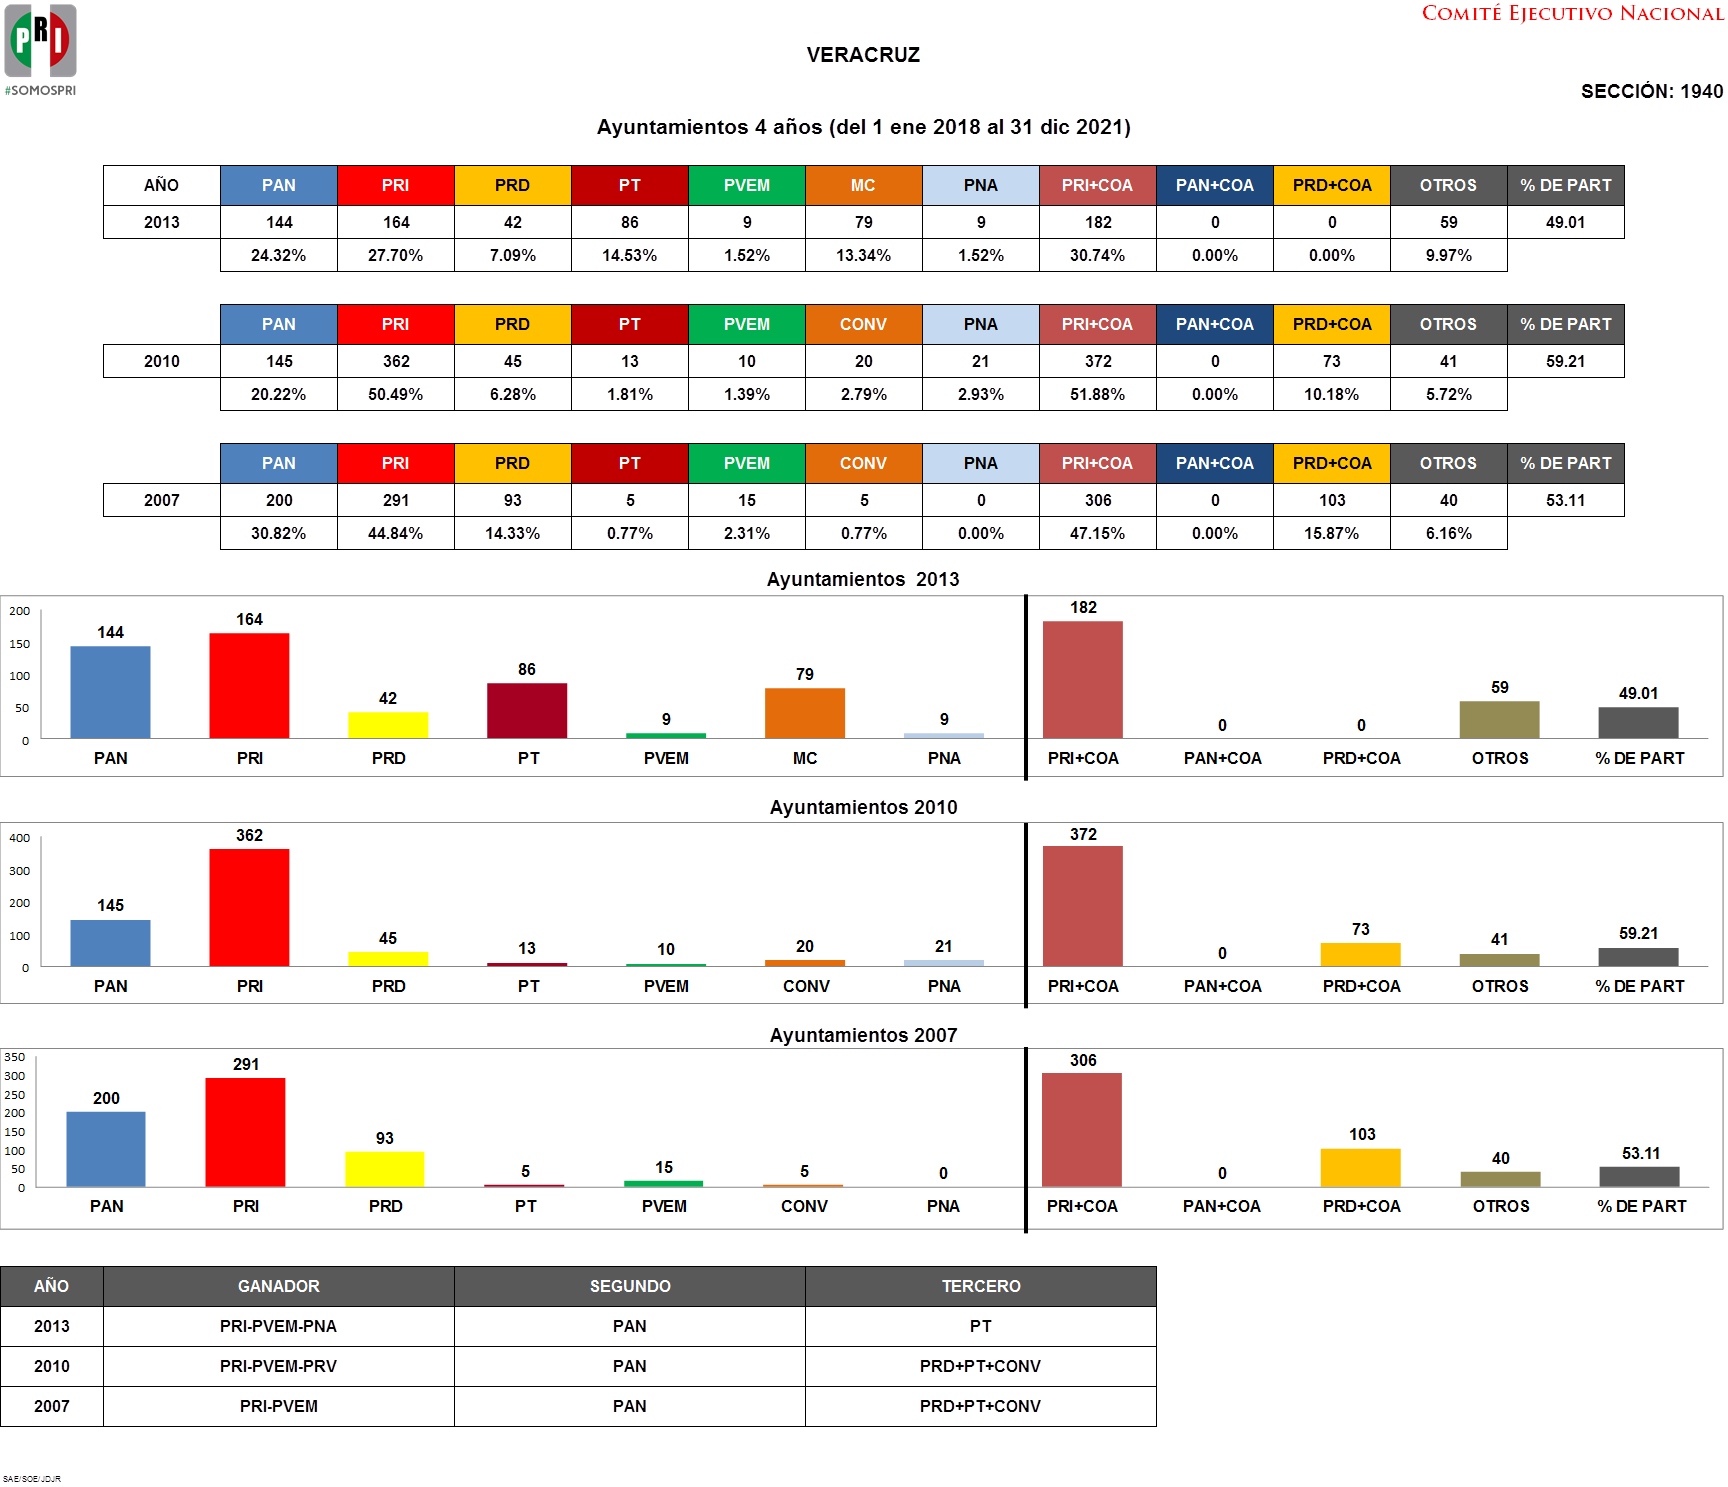 PRI
#SOMOSPRI
COMITÉ EJECUTIVO NACIONAL
VERACRUZ
SECCIÓN: 1940
Ayuntamientos 4 años (del 1 ene 2018 al 31 dic 2021)
AÑO PAN PRI PRD PT PVEM MC PNA PRI+COA PAN+COA PRD+COA OTROS % DE PART
2013 144 164 42 86 9 79 9 182 0 0 59 49.01
24.32% 27.70% 7.09% 14.53% 1.52% 13.34% 1.52% 30.74% 0.00% 0.00% 9.97%
PAN PRI PRD PT PVEM CONV PNA PRI+COA PAN+COA PRD+COA OTROS % DE PART
2010 145 362 45 13 10 20 21 372 0 73 41 59.21
20.22% 50.49% 6.28% 1.81% 1.39% 2.79% 2.93% 51.88% 0.00% 10.18% 5.72%
PAN PRI PRD PT PVEM CONV PNA PRI+COA PAN+COA PRD+COA OTROS % DE PART
2007 200 291 93 5 15 5 0 306 0 103 40 53.11
30.82% 44.84% 14.33% 0.77% 2.31% 0.77% 0.00% 47.15% 0.00% 15.87% 6.16%
Ayuntamientos 2013
200
150
100
50
0
144 164 42 86 9 79 9 182 0 0 59 49.01
PAN PRI PRD PT PVEM MC PNA PRI+COA PAN+COA PRD+COA OTROS % DE PART
Ayuntamientos 2010
400
300
200
100
0
145 362 45 13 10 20 21 372 0 73 41 59.21
PAN PRI PRD PT PVEM CONV PNA PRI+COA PAN+COA PRD+COA OTROS % DE PART
Ayuntamientos 2007
350
300
250
200
150
100
50
0
200 291 93 5 15 5 0 306 0 103 40 53.11
PAN PRI PRD PT PVEM CONV PNA PRI+COA PAN+COA PRD+COA OTROS % DE PART
AÑO GANADOR SEGUNDO TERCERO
2013 PRI-PVEM-PNA PAN PT
2010 PRI-PVEM-PRV PAN PRD+PT+CONV
2007 PRI-PVEM PAN PRD+PT+CONV
SAE/SOE/JDJR